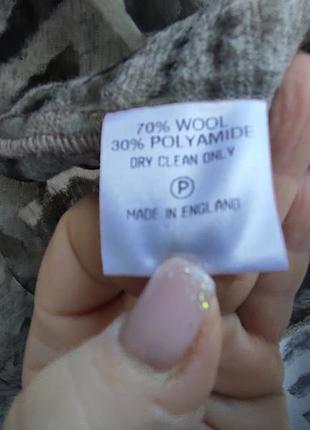 70% WOOL
30% POLYAMIDE
DRY CLEAN ONLY
P
MADE IN ENGLAND